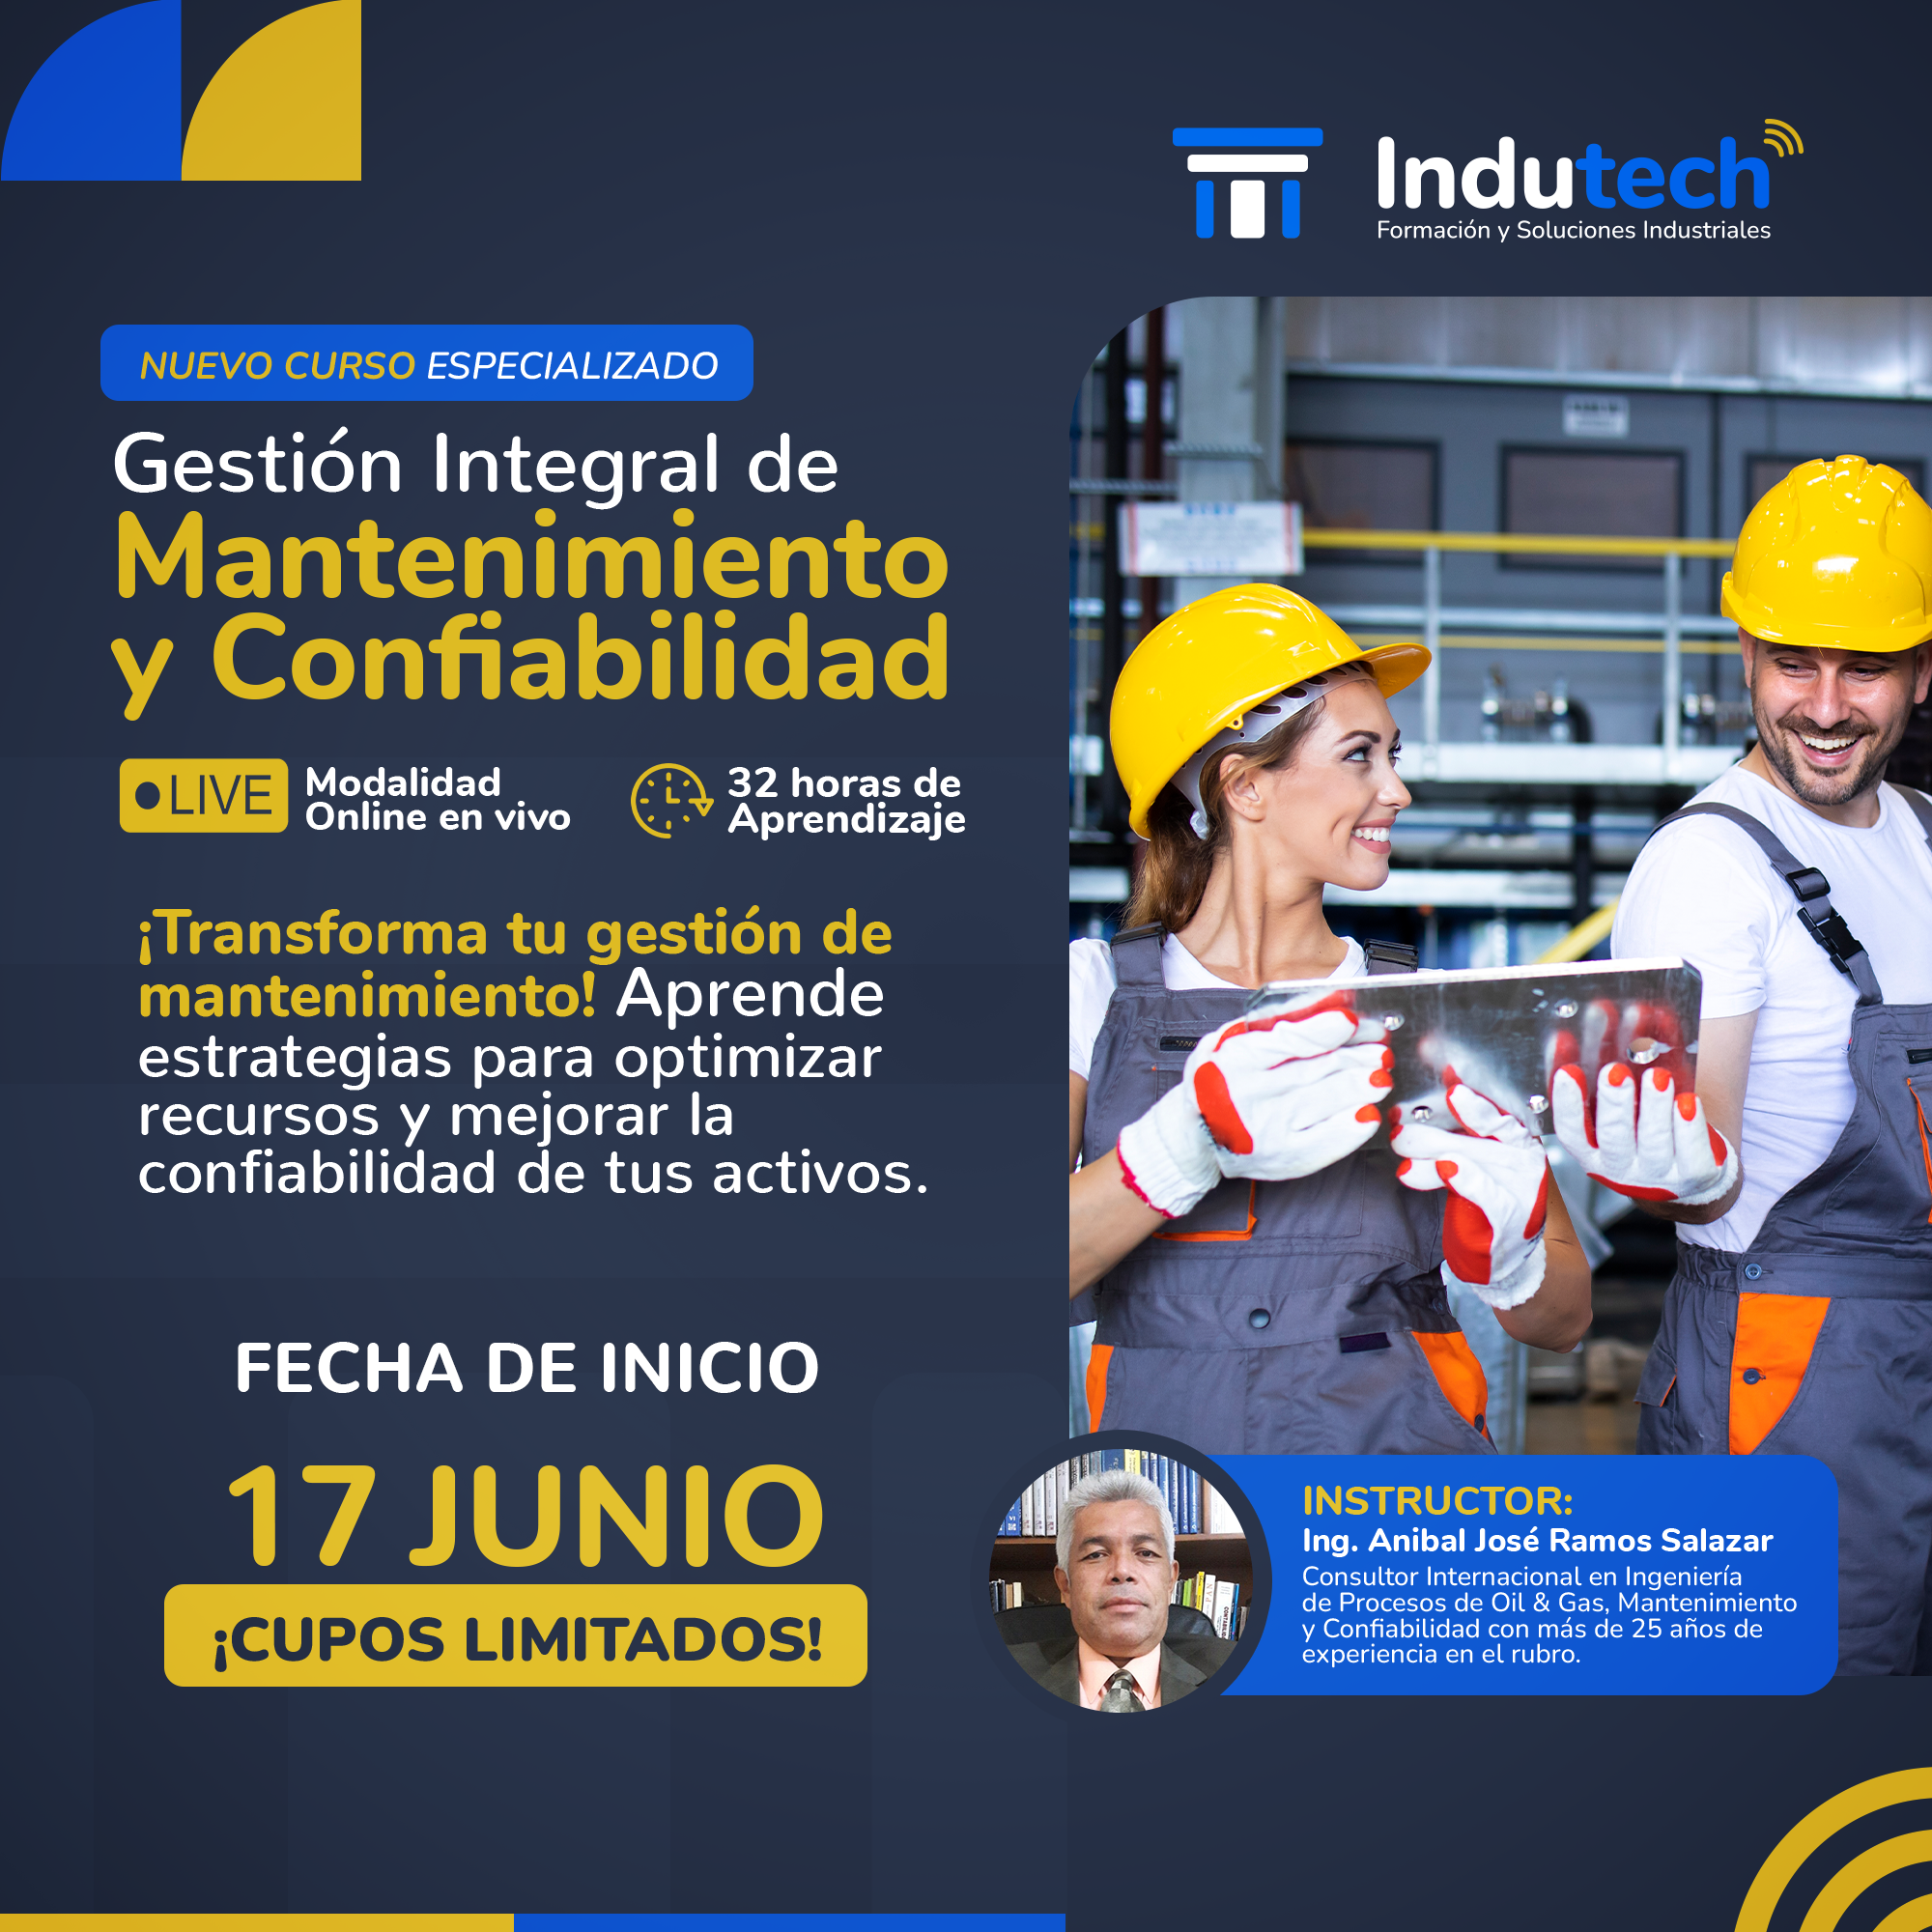 Indutech
Formación y Soluciones Industriales
NUEVO CURSO ESPECIALIZADO
Gestión Integral de
Mantenimiento
y Confiabilidad
LIVE
Modalidad
Online en vivo
32 horas de
Aprendizaje
¡Transforma tu gestión de
mantenimiento! Aprende
estrategias para optimizar
recursos y mejorar la
confiabilidad de tus activos.
FECHA DE INICIO
17 JUNIO
¡CUPOS LIMITADOS!
INSTRUCTOR:
Ing. Anibal José Ramos Salazar
Consultor Internacional en Ingeniería
de Procesos de Oil & Gas, Mantenimiento
y Confiabilidad con más de 25 años de
experiencia en el rubro.